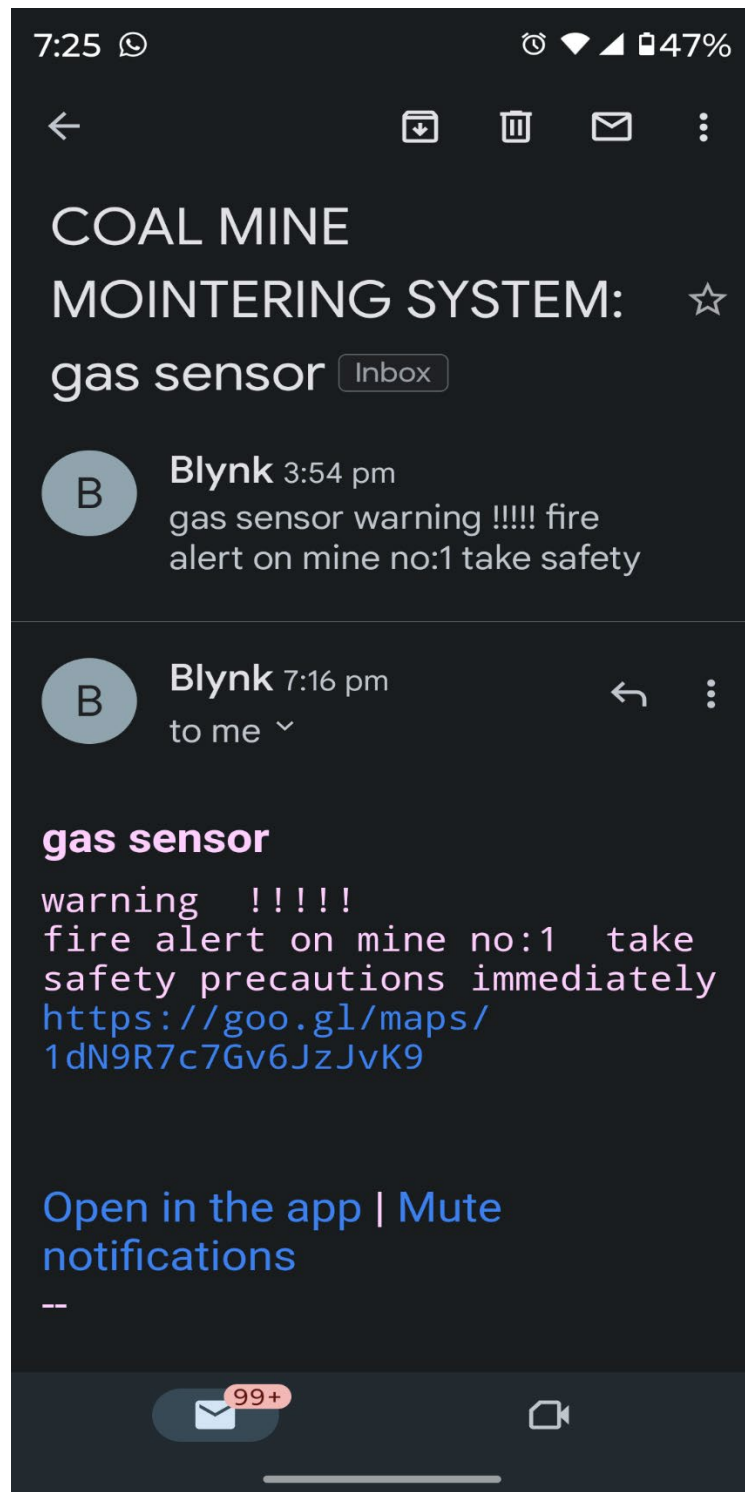 7:25 47%
COAL MINE
MOINTERING SYSTEM:
gas sensor Inbox
B Blynk 3:54 pm
gas sensor warning !!!!! fire
alert on mine no:1 take safety
B Blynk 7:16 pm
to me
gas sensor
warning  !!!!!
fire alert on mine no:1  take
safety precautions immediately
https://goo.gl/maps/
1dN9R7c7Gv6JzJvK9
Open in the app | Mute
notifications
--
99+